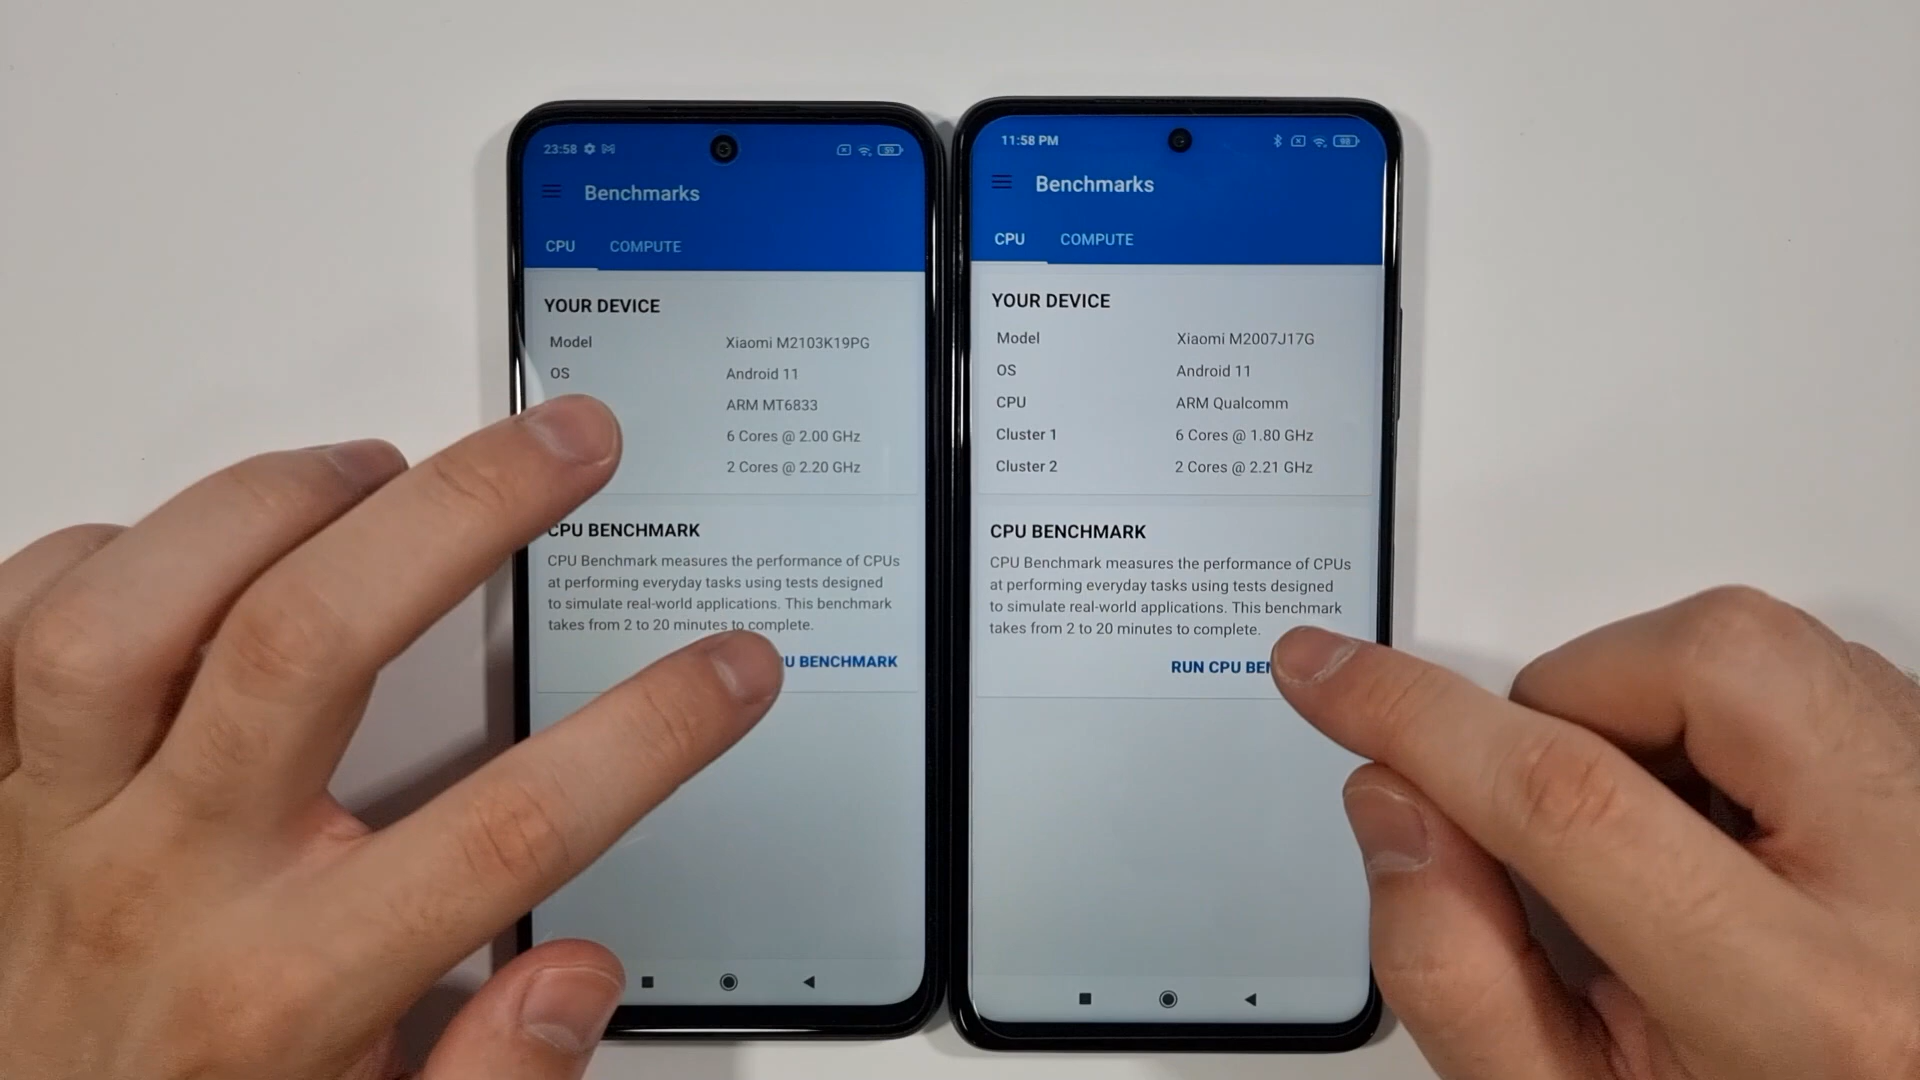 23:58
59
Benchmarks
CPU COMPUTE
YOUR DEVICE
Model Xiaomi M2103K19PG
OS Android 11
ARM MT6833
6 Cores @ 2.00 GHz
2 Cores @ 2.20 GHz
CPU BENCHMARK
CPU Benchmark measures the performance of CPUs
at performing everyday tasks using tests designed
to simulate real-world applications. This benchmark
takes from 2 to 20 minutes to complete.
U BENCHMARK
11:58 PM
98
Benchmarks
CPU COMPUTE
YOUR DEVICE
Model Xiaomi M2007J17G
OS Android 11
CPU ARM Qualcomm
Cluster 1 6 Cores @ 1.80 GHz
Cluster 2 2 Cores @ 2.21 GHz
CPU BENCHMARK
CPU Benchmark measures the performance of CPUs
at performing everyday tasks using tests designed
to simulate real-world applications. This benchmark
takes from 2 to 20 minutes to complete.
RUN CPU BEN